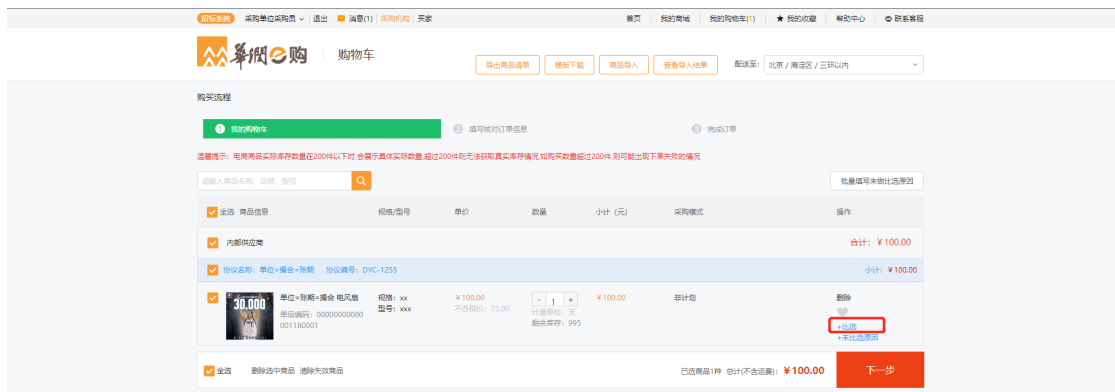 招标系统 采购单位采购员 退出 消息(1) 采购机构 买家 首页 我的商城 我的购物车(1) ★ 我的收藏 帮助中心 联系客服
華潤e购 购物车 导出商品清单 模版下载 商品导入 查看导入结果 配送至: 北京 / 海淀区 / 三环以内
购买流程
1 我的购物车 2 填写核对订单信息 3 完成订单
温馨提示：电商商品实际库存数量在200件以下时,会展示具体实际数量,超过200件则无法获取真实库存情况,如购买数量超过200件,则可能出现下单失败的情况
请输入商品名称、品牌、型号 批量填写未做比选原因
全选 商品信息 规格/型号 单价 数量 小计（元） 采购模式 操作
内部供应商 合计: ¥ 100.00
协议名称：单位=撮合=账期 协议编号：DYC-1255 小计: ¥ 100.00
30,000
单位=账期=撮合 电风扇 规格：xx ¥ 100.00 - 1 + ¥ 100.00 非计划 删除
型号：xxx 不含税价：75.00
单品编码：00000000000 计量单位：支
001180001 剩余库存：995
+比选
+未比选原因
全选 删除选中商品 清除失效商品 已选商品1种 总计(不含运费): ¥ 100.00 下一步